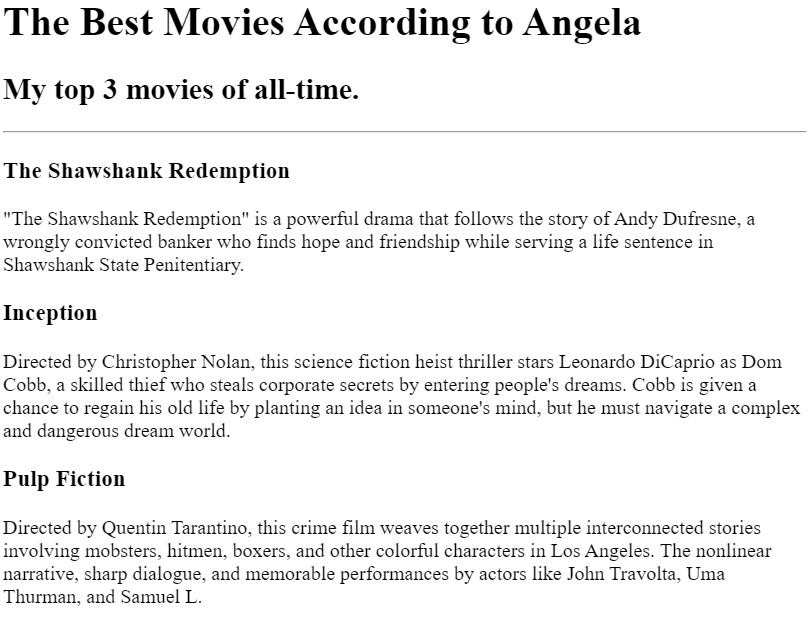 The Best Movies According to Angela
My top 3 movies of all-time.
The Shawshank Redemption
"The Shawshank Redemption" is a powerful drama that follows the story of Andy Dufresne, a
wrongly convicted banker who finds hope and friendship while serving a life sentence in
Shawshank State Penitentiary.
Inception
Directed by Christopher Nolan, this science fiction heist thriller stars Leonardo DiCaprio as Dom
Cobb, a skilled thief who steals corporate secrets by entering people's dreams. Cobb is given a
chance to regain his old life by planting an idea in someone's mind, but he must navigate a complex
and dangerous dream world.
Pulp Fiction
Directed by Quentin Tarantino, this crime film weaves together multiple interconnected stories
involving mobsters, hitmen, boxers, and other colorful characters in Los Angeles. The nonlinear
narrative, sharp dialogue, and memorable performances by actors like John Travolta, Uma
Thurman, and Samuel L.